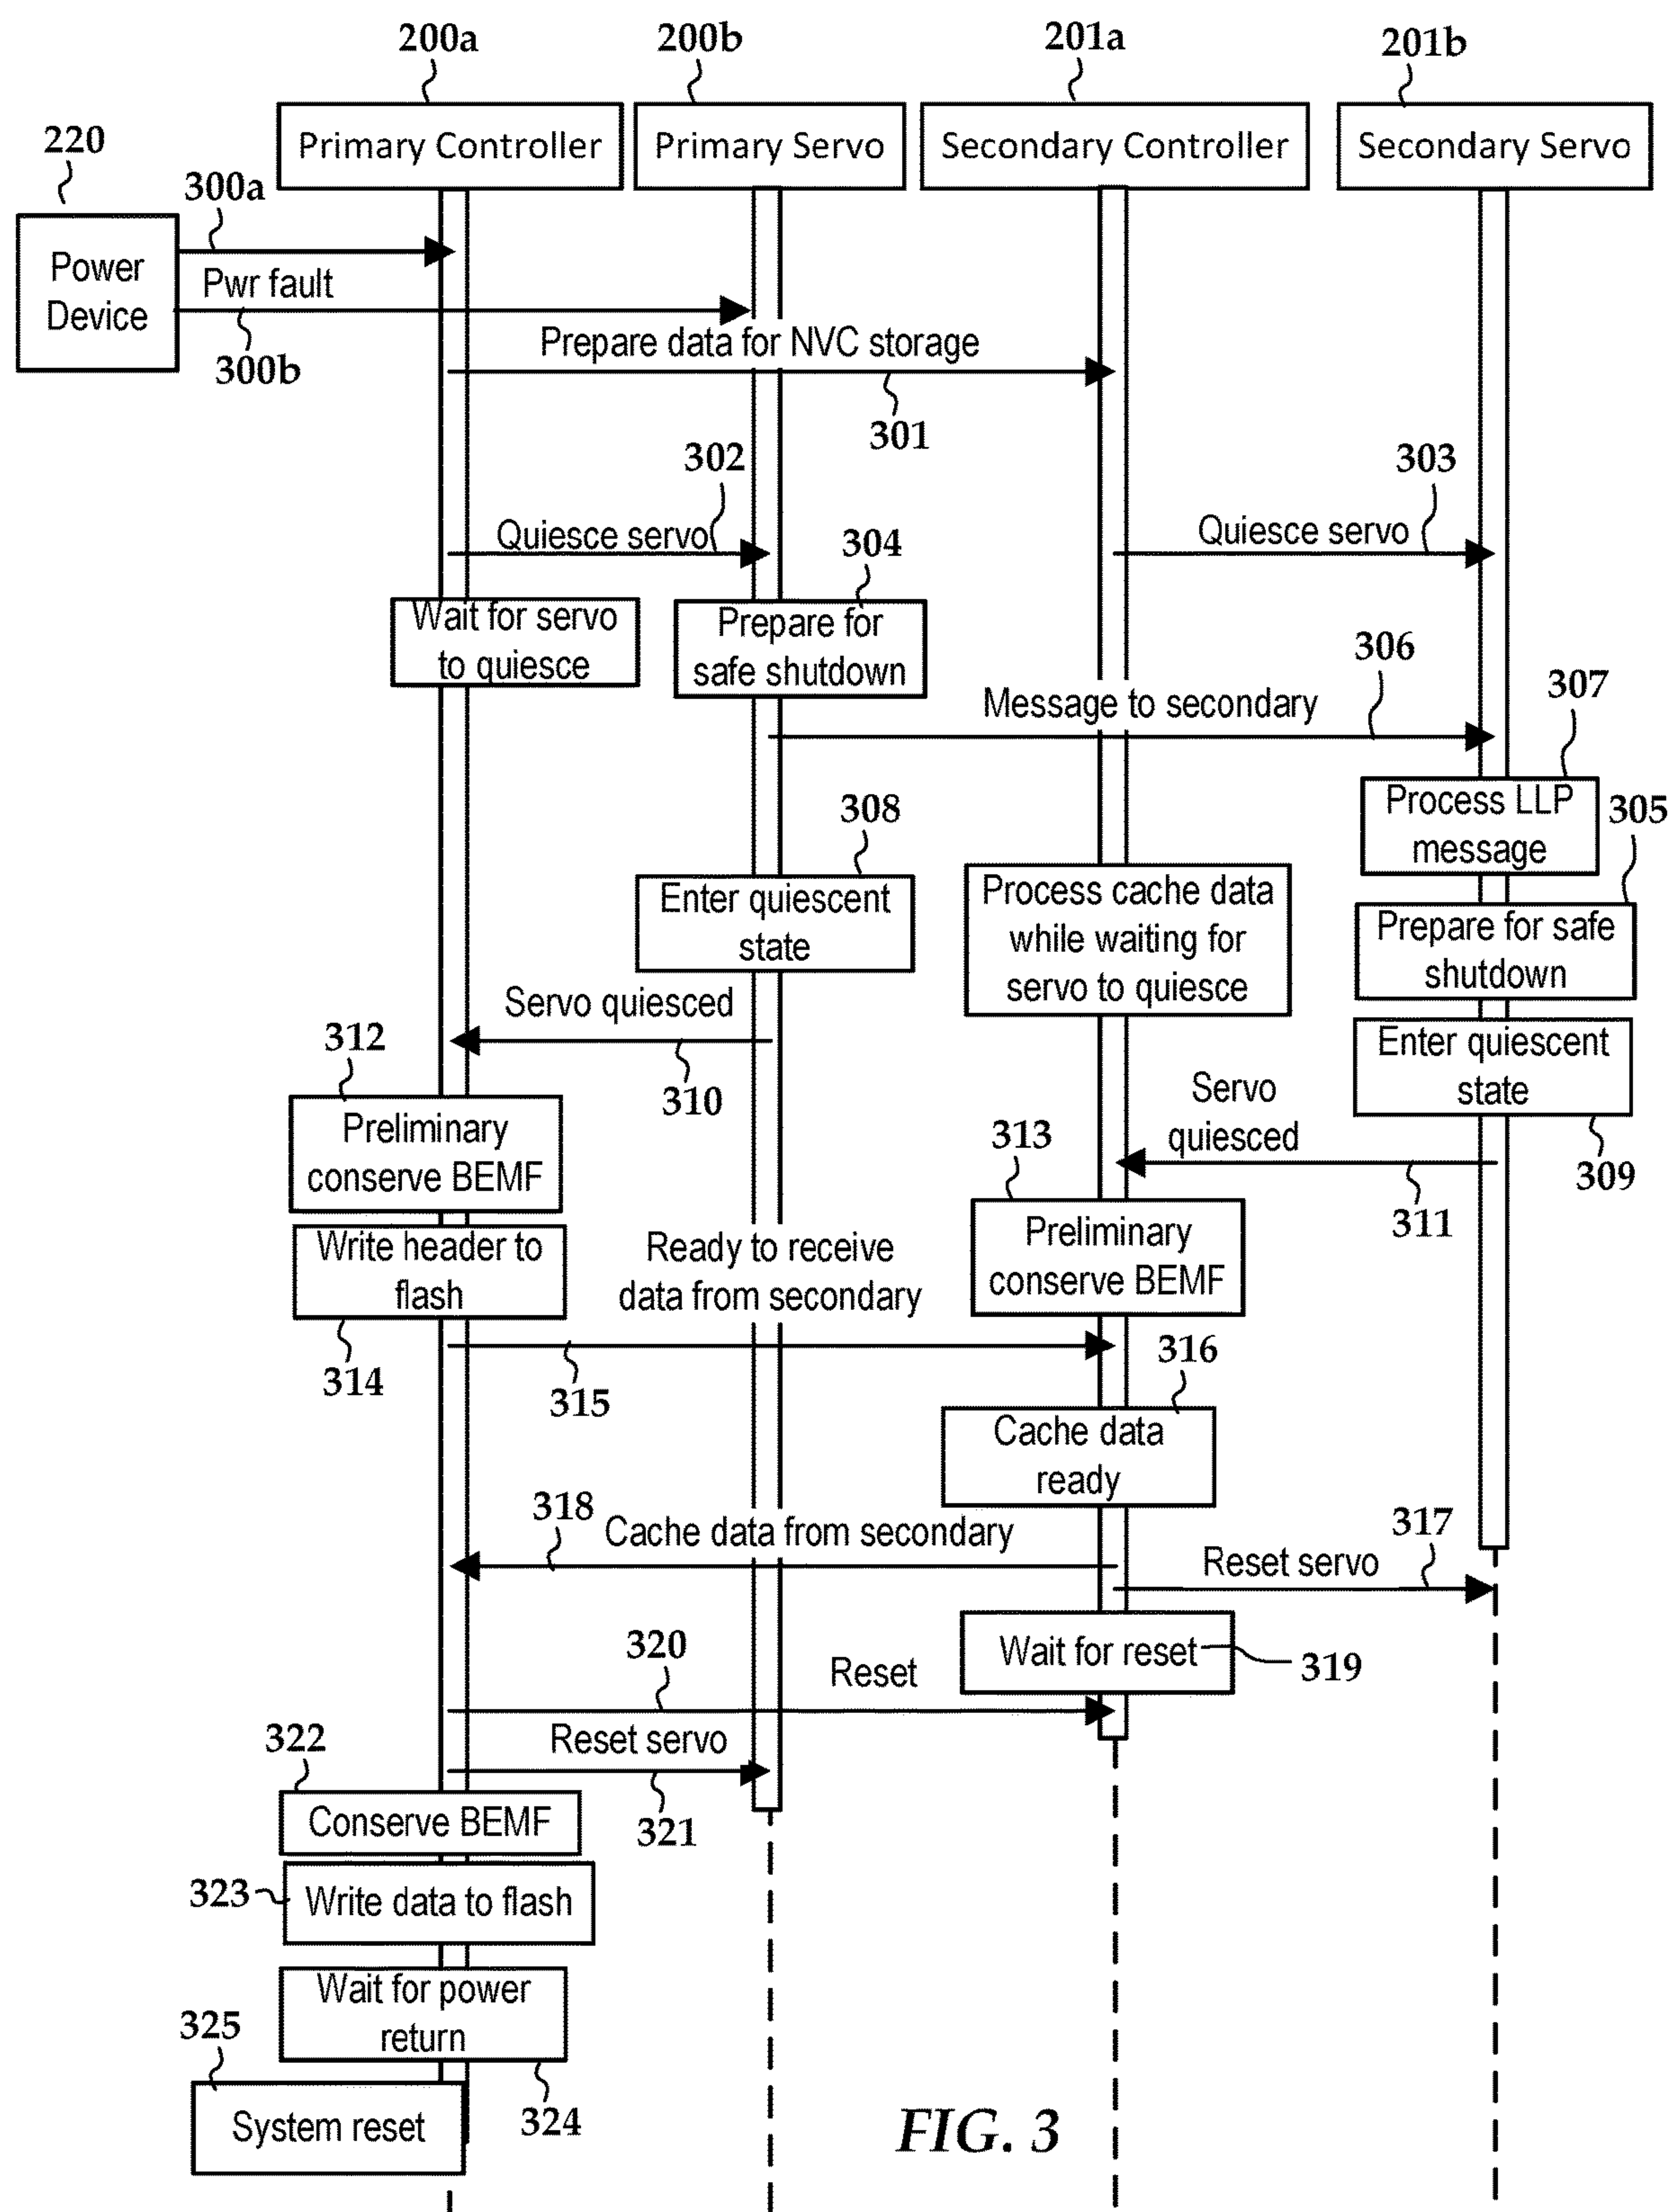 200a
200b
201a
201b
Primary Controller
Primary Servo
Secondary Controller
Secondary Servo
220
300a
Power
Device
Pwr fault
300b
Prepare data for NVC storage
301
302
303
Quiesce servo
Quiesce servo
304
Wait for servo
to quiesce
Prepare for
safe shutdown
306
Message to secondary
307
Process LLP
message
305
308
Enter quiescent
state
Process cache data
while waiting for
servo to quiesce
Prepare for safe
shutdown
Servo quiesced
310
Enter quiescent
state
309
312
Preliminary
conserve BEMF
Servo
quiesced
311
313
Preliminary
conserve BEMF
Write header to
flash
314
Ready to receive
data from secondary
315
316
Cache data
ready
318
Cache data from secondary
317
Reset servo
Wait for reset
319
320
Reset
Reset servo
321
322
Conserve BEMF
323
Write data to flash
Wait for power
return
324
325
System reset
FIG. 3